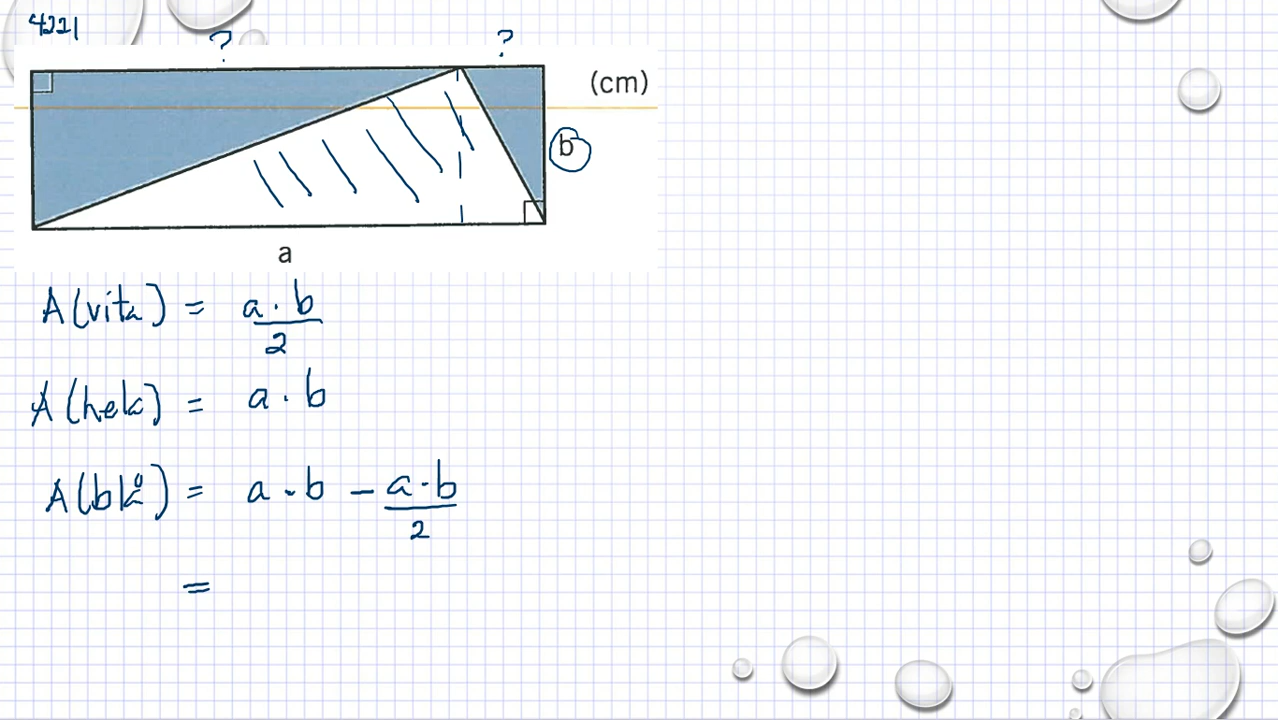 4221
? ?
(cm)
b
a
A(vita) = a · b / 2
A(hela) = a · b
A(blå) = a · b - a · b / 2
=